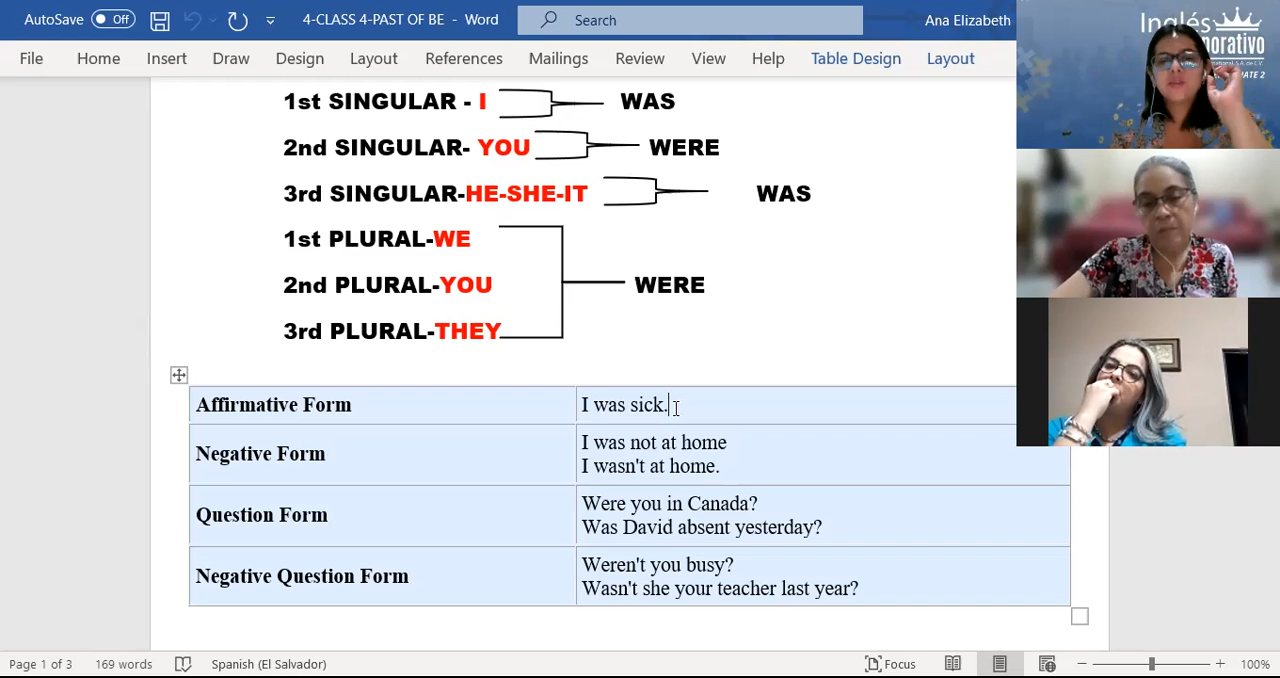 AutoSave Off 4-CLASS 4-PAST OF BE - Word Search Ana Elizabeth
File Home Insert Draw Design Layout References Mailings Review View Help Table Design Layout
Inglés
1st SINGULAR - I WAS
2nd SINGULAR- YOU WERE
3rd SINGULAR-HE-SHE-IT WAS
1st PLURAL-WE
2nd PLURAL-YOU WERE
3rd PLURAL-THEY
Affirmative Form I was sick.
Negative Form I was not at home
I wasn't at home.
Question Form Were you in Canada?
Was David absent yesterday?
Negative Question Form Weren't you busy?
Wasn't she your teacher last year?
Page 1 of 3 169 words Spanish (El Salvador) Focus 100%